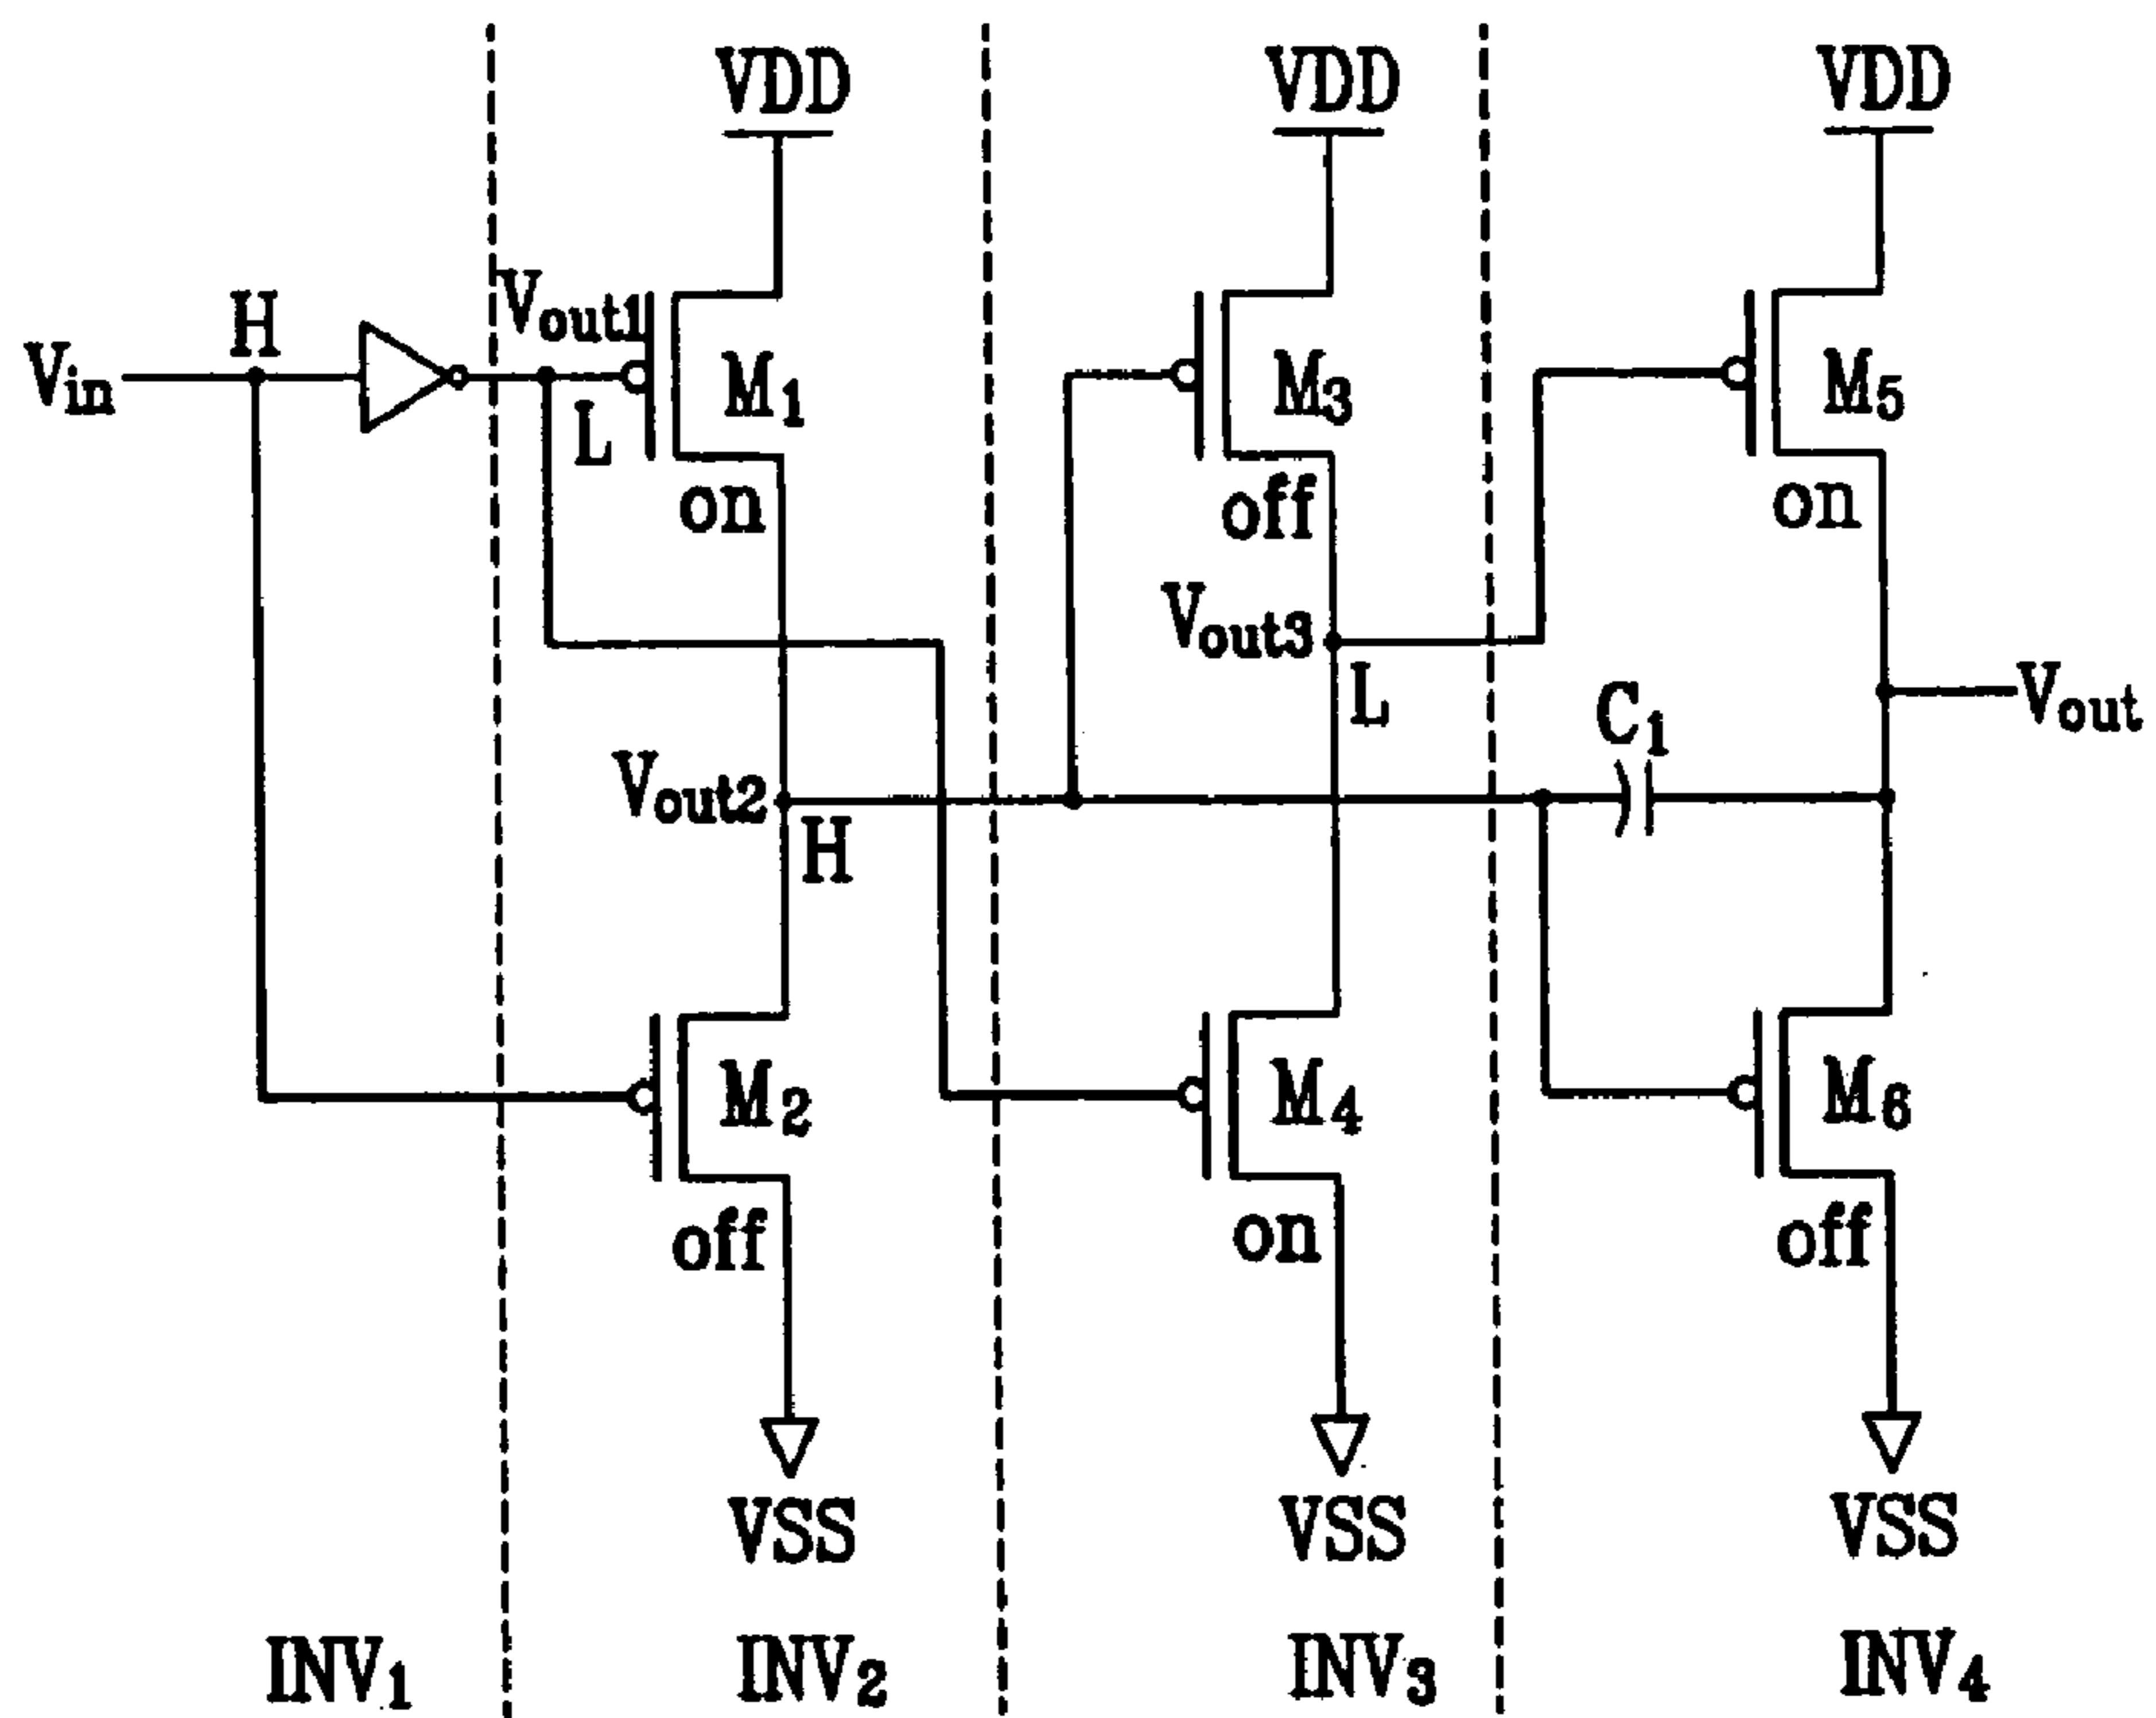 VDD VDD VDD
H
Vin
Vout1
L
M1
on
M3
off
M5
on
Vout3
L
C1
Vout
Vout2
H
M2
off
M4
on
M6
off
VSS VSS VSS
INV1 INV2 INV3 INV4